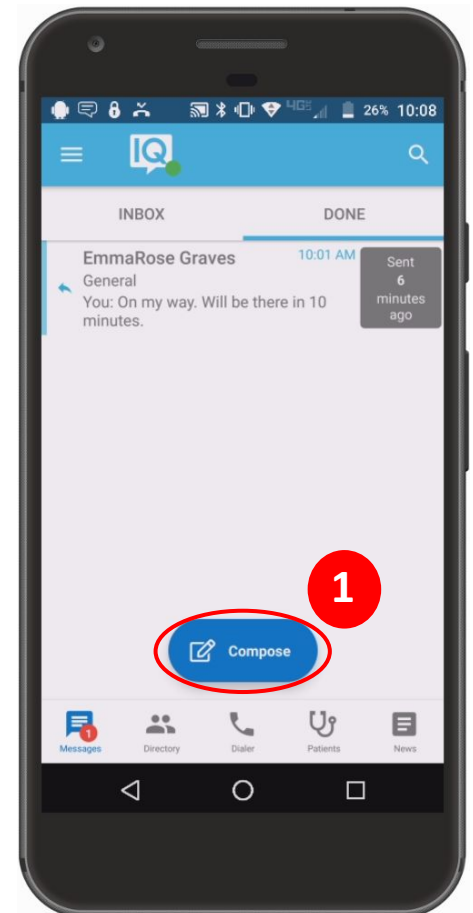 4GE 26% 10:08
IQ
INBOX DONE
EmmaRose Graves 10:01 AM
General
You: On my way. Will be there in 10
minutes.
Sent
6
minutes
ago
1
Compose
1
Messages Directory Dialer Patients News